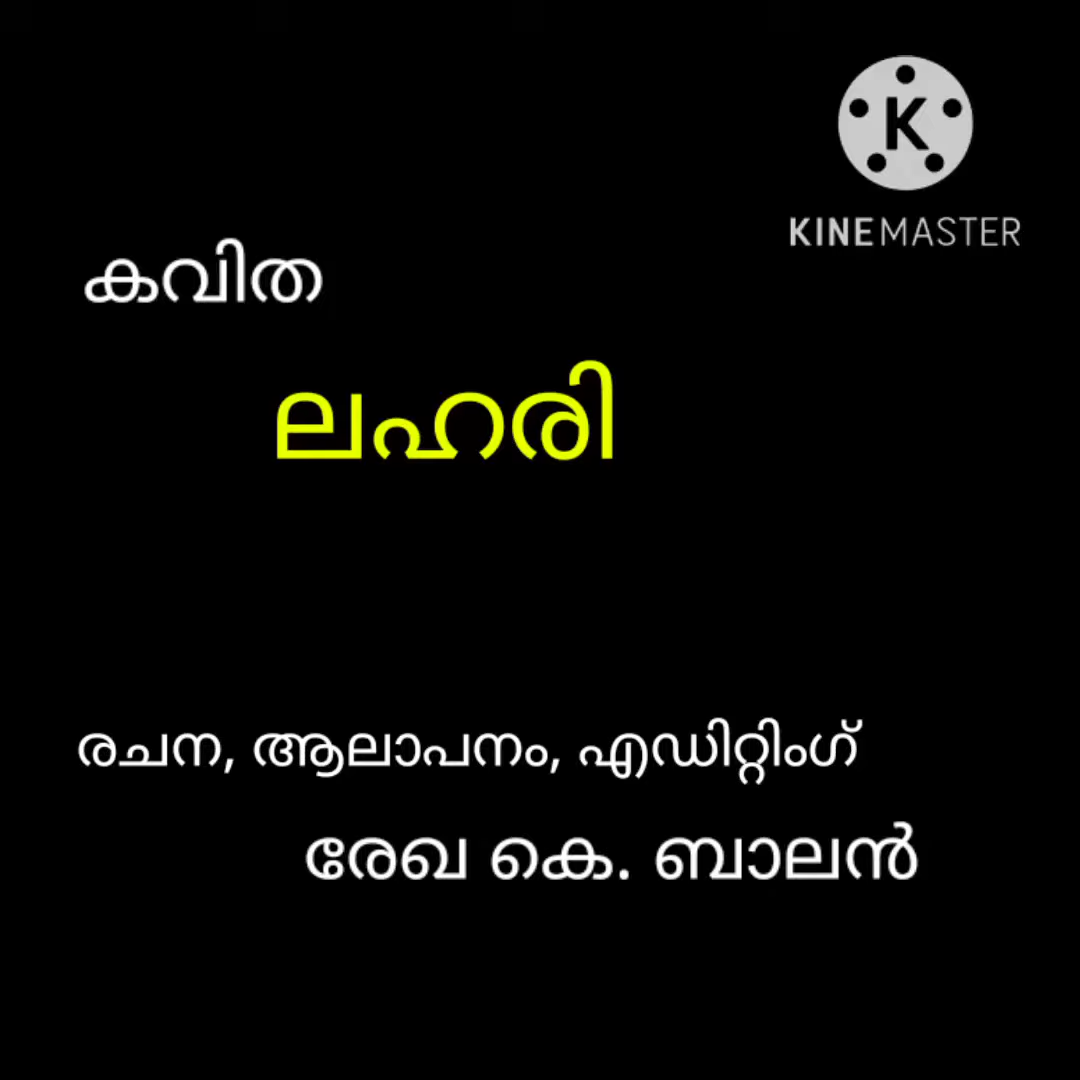 K
KINEMASTER
കവിത
ലഹരി
രചന, ആലാപനം, എഡിറ്റിംഗ്
രേഖ കെ. ബാലൻ